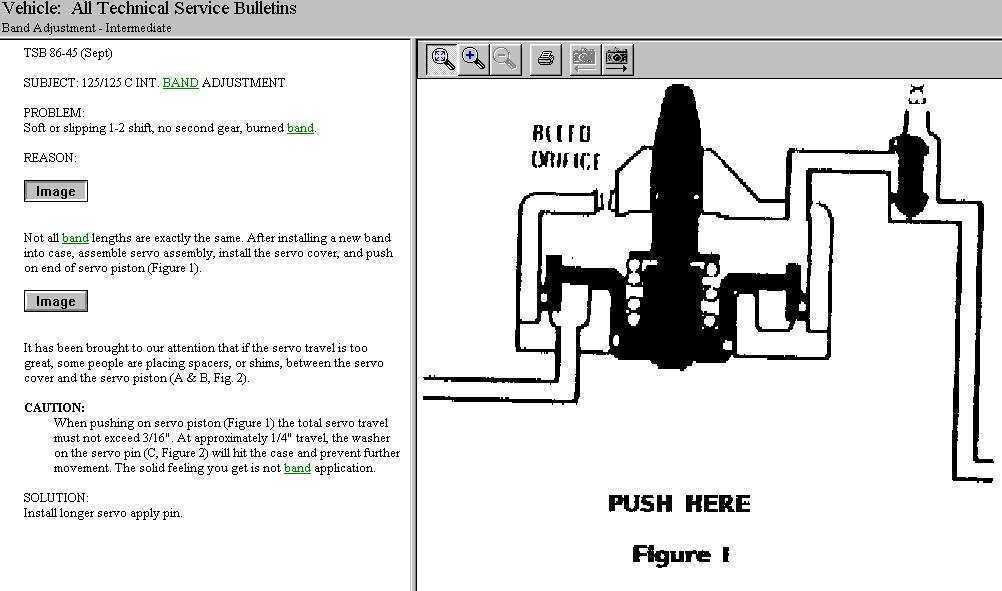 Vehicle: All Technical Service Bulletins
Band Adjustment - Intermediate
TSB 86-45 (Sept)
SUBJECT: 125/125 C INT. BAND ADJUSTMENT
PROBLEM:
Soft or slipping 1-2 shift, no second gear, burned band.
REASON:
Image
Not all band lengths are exactly the same. After installing a new band
into case, assemble servo assembly, install the servo cover, and push
on end of servo piston (Figure 1).
Image
It has been brought to our attention that if the servo travel is too
great, some people are placing spacers, or shims, between the servo
cover and the servo piston (A & B, Fig. 2).
CAUTION:
When pushing on servo piston (Figure 1) the total servo travel
must not exceed 3/16". At approximately 1/4" travel, the washer
on the servo pin (C, Figure 2) will hit the case and prevent further
movement. The solid feeling you get is not band application.
SOLUTION:
Install longer servo apply pin.
BLEED
ORIFICE
PUSH HERE
Figure 1